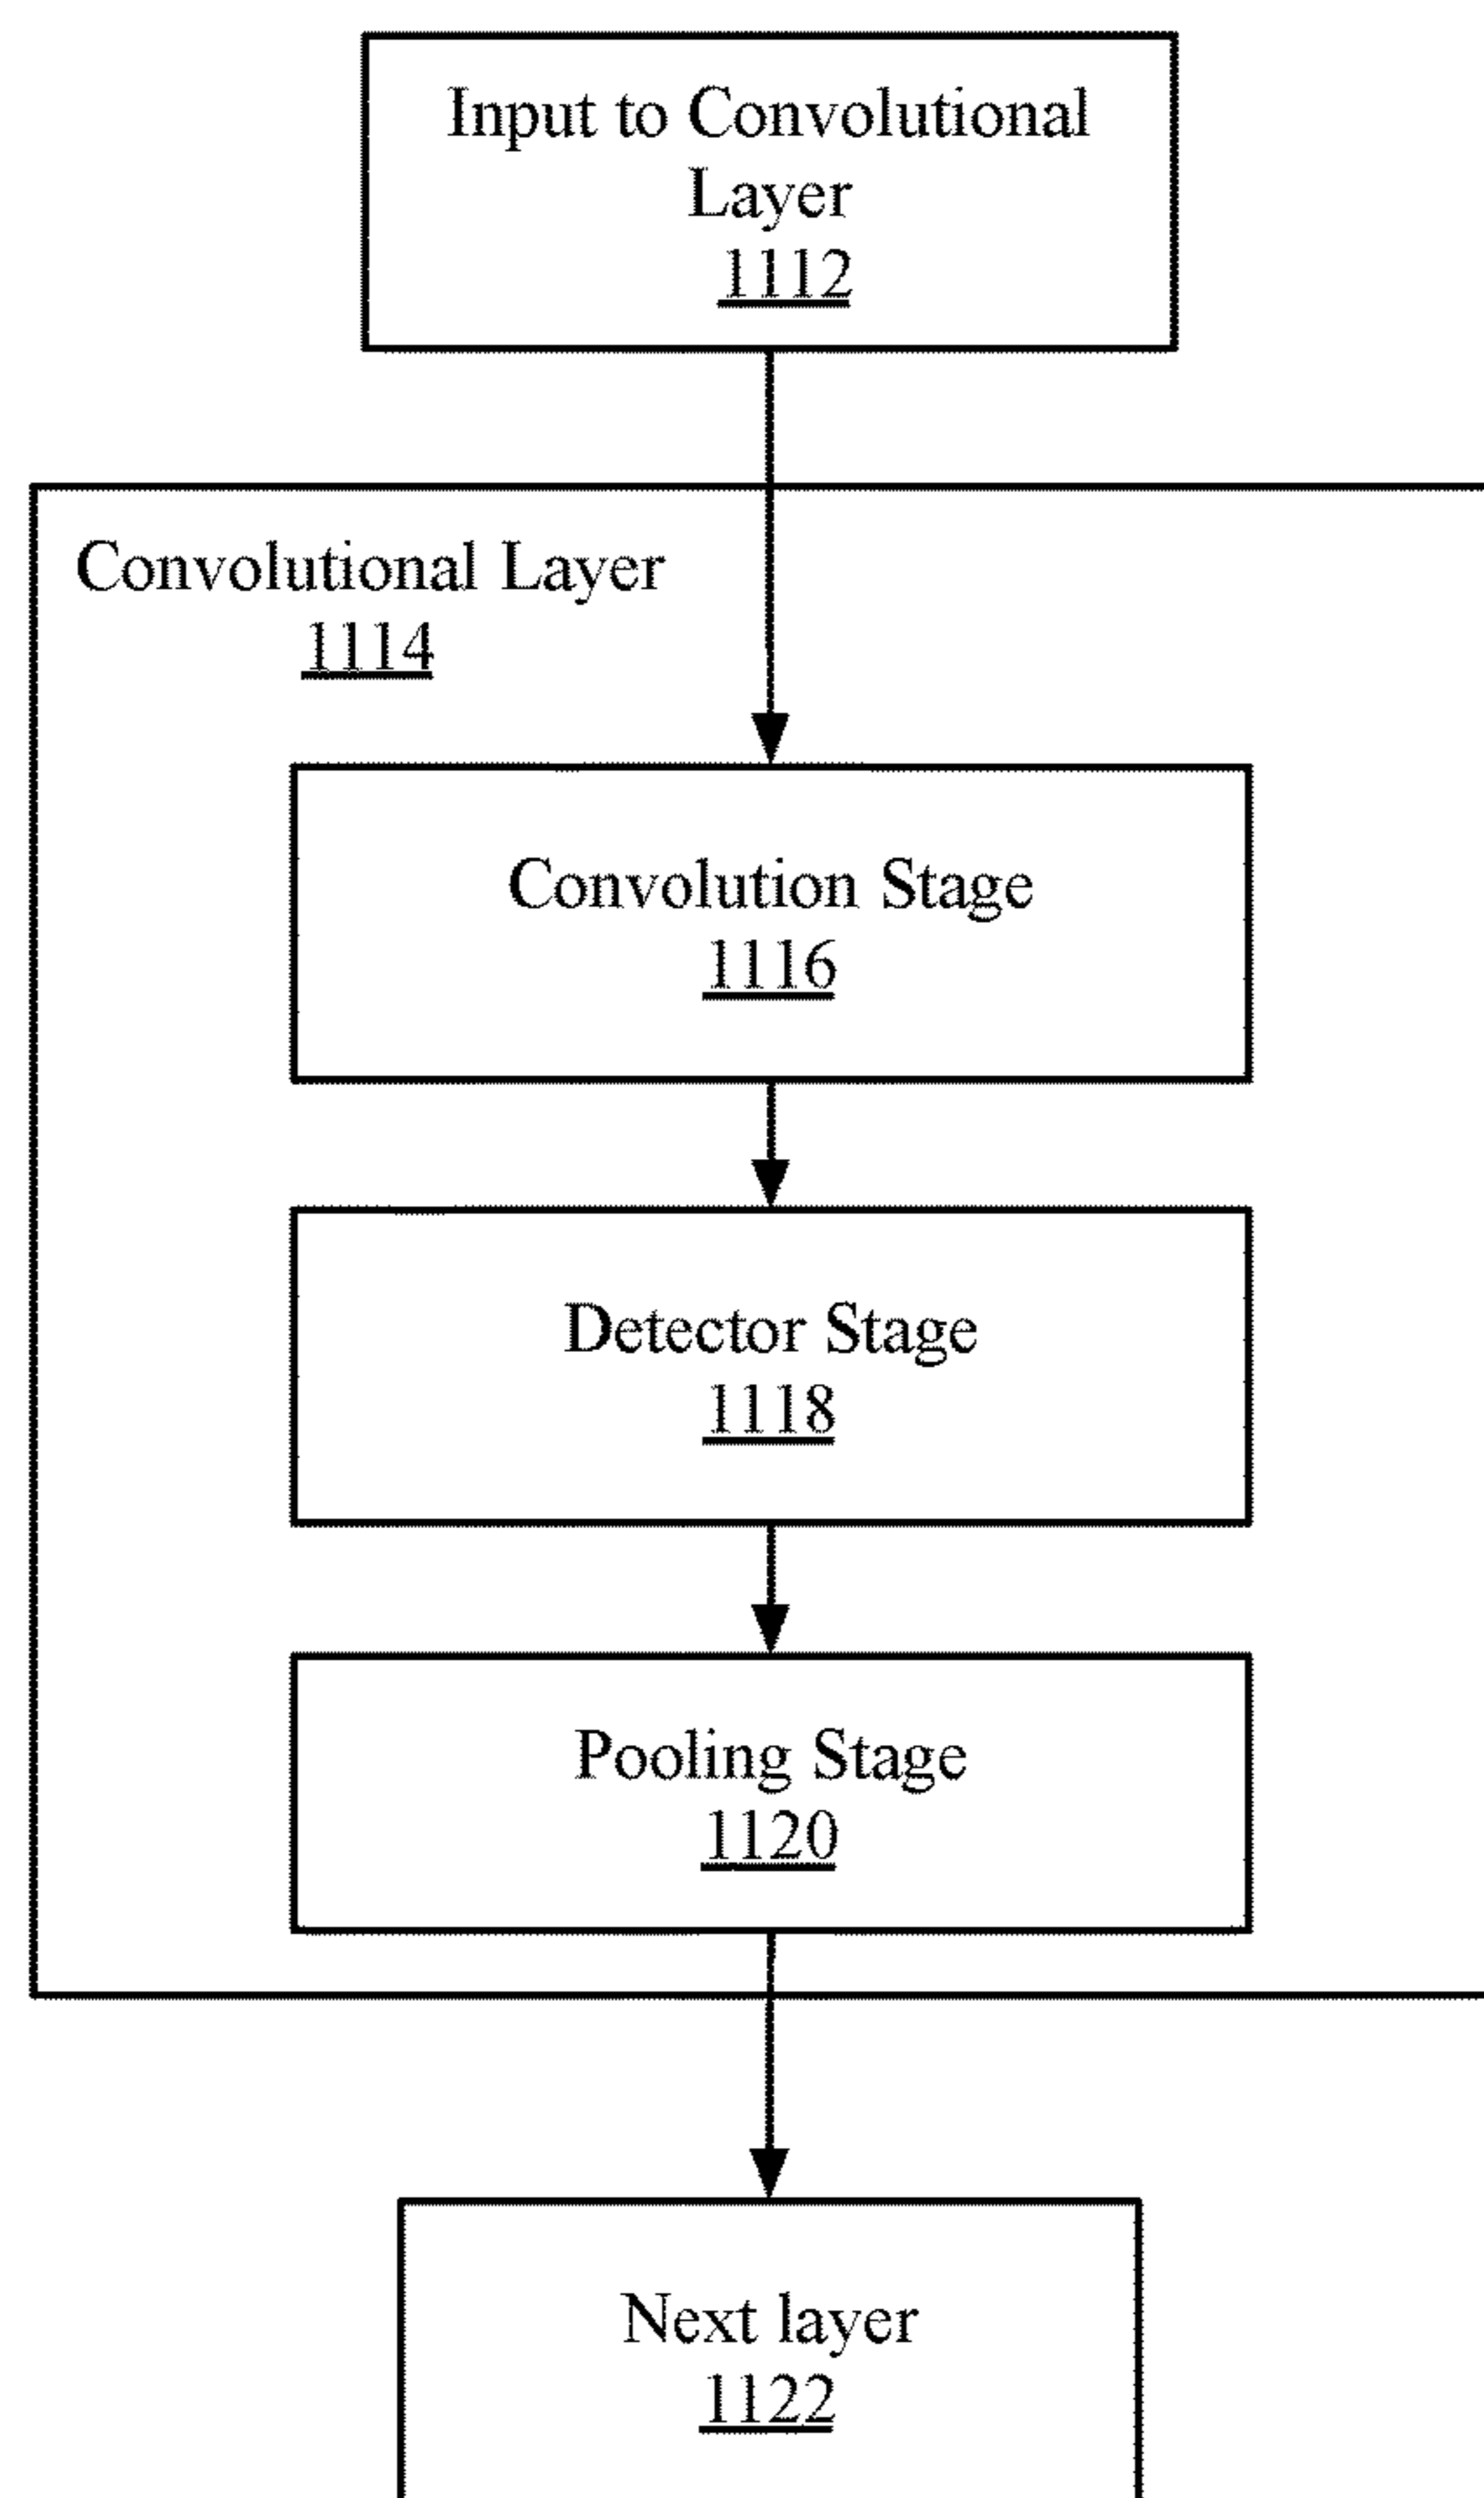 Input to Convolutional
Layer
1112
Convolutional Layer
1114
Convolution Stage
1116
Detector Stage
1118
Pooling Stage
1120
Next layer
1122